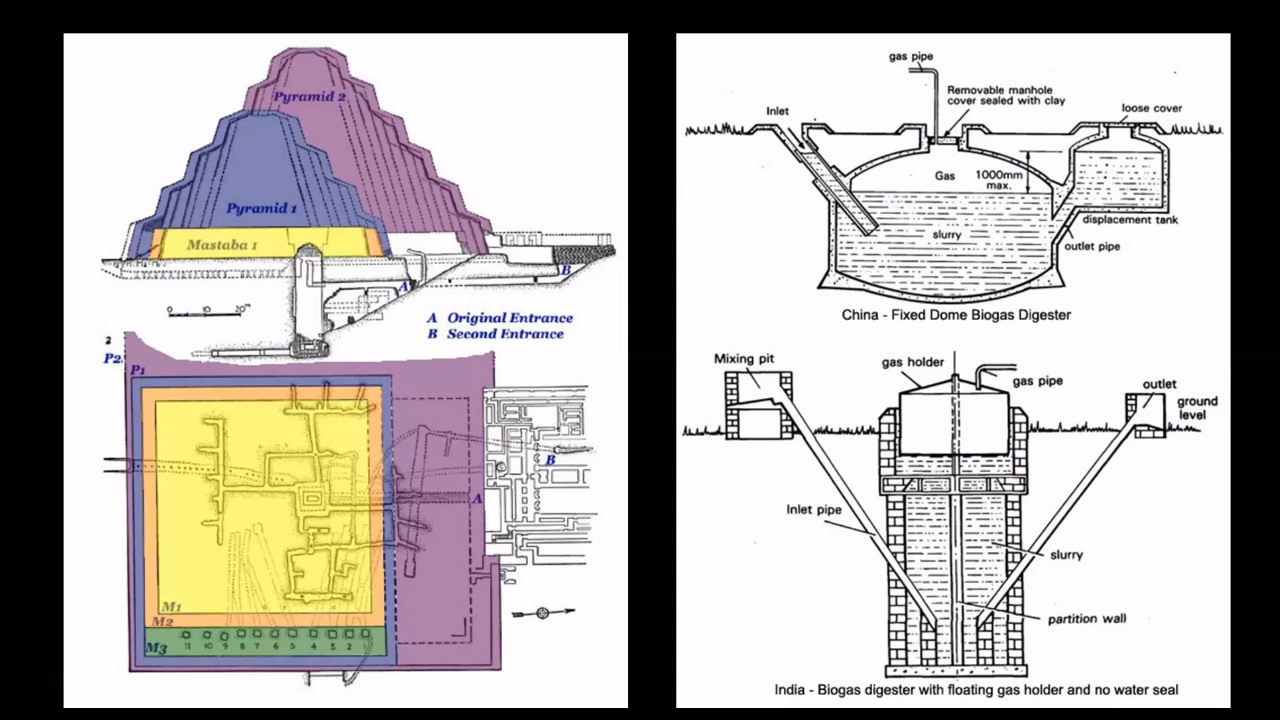 Pyramid 2
Pyramid 1
Mastaba 1
B
A
0 10 20m
A Original Entrance
B Second Entrance
2
P2
P1
B
A
M1
M2
M3
11 10 9 8 7 6 5 4 3 2 1
gas pipe
Removable manhole
cover sealed with clay
Inlet
loose cover
Gas
1000mm
max.
slurry
displacement tank
outlet pipe
China - Fixed Dome Biogas Digester
Mixing pit
gas holder
gas pipe
outlet
ground
level
Inlet pipe
slurry
partition wall
India - Biogas digester with floating gas holder and no water seal